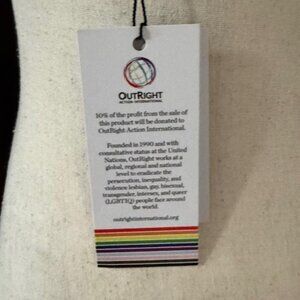 OUTRIGHT
ACTION INTERNATIONAL
10% of the profit from the sale of
this product will be donated to
OutRight Action International.
Founded in 1990 and with
consultative status at the United
Nations, OutRight works at a
global, regional and national
level to eradicate the
persecution, inequality, and
violence lesbian, gay, bisexual,
transgender, intersex, and queer
(LGBTIQ) people face around
the world.
outrightinternational.org